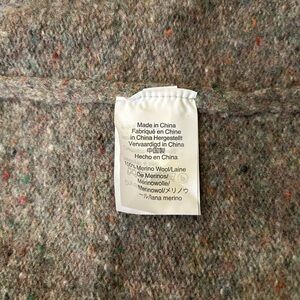 Made in China
Fabriqué en Chine
in China Hergestellt
Vervaardigd in China
中国製
Hecho en China
100% Merino Wool/Laine
De Merinos/
Merinowolle/
Merinowol/メリノウ
ール/lana merino